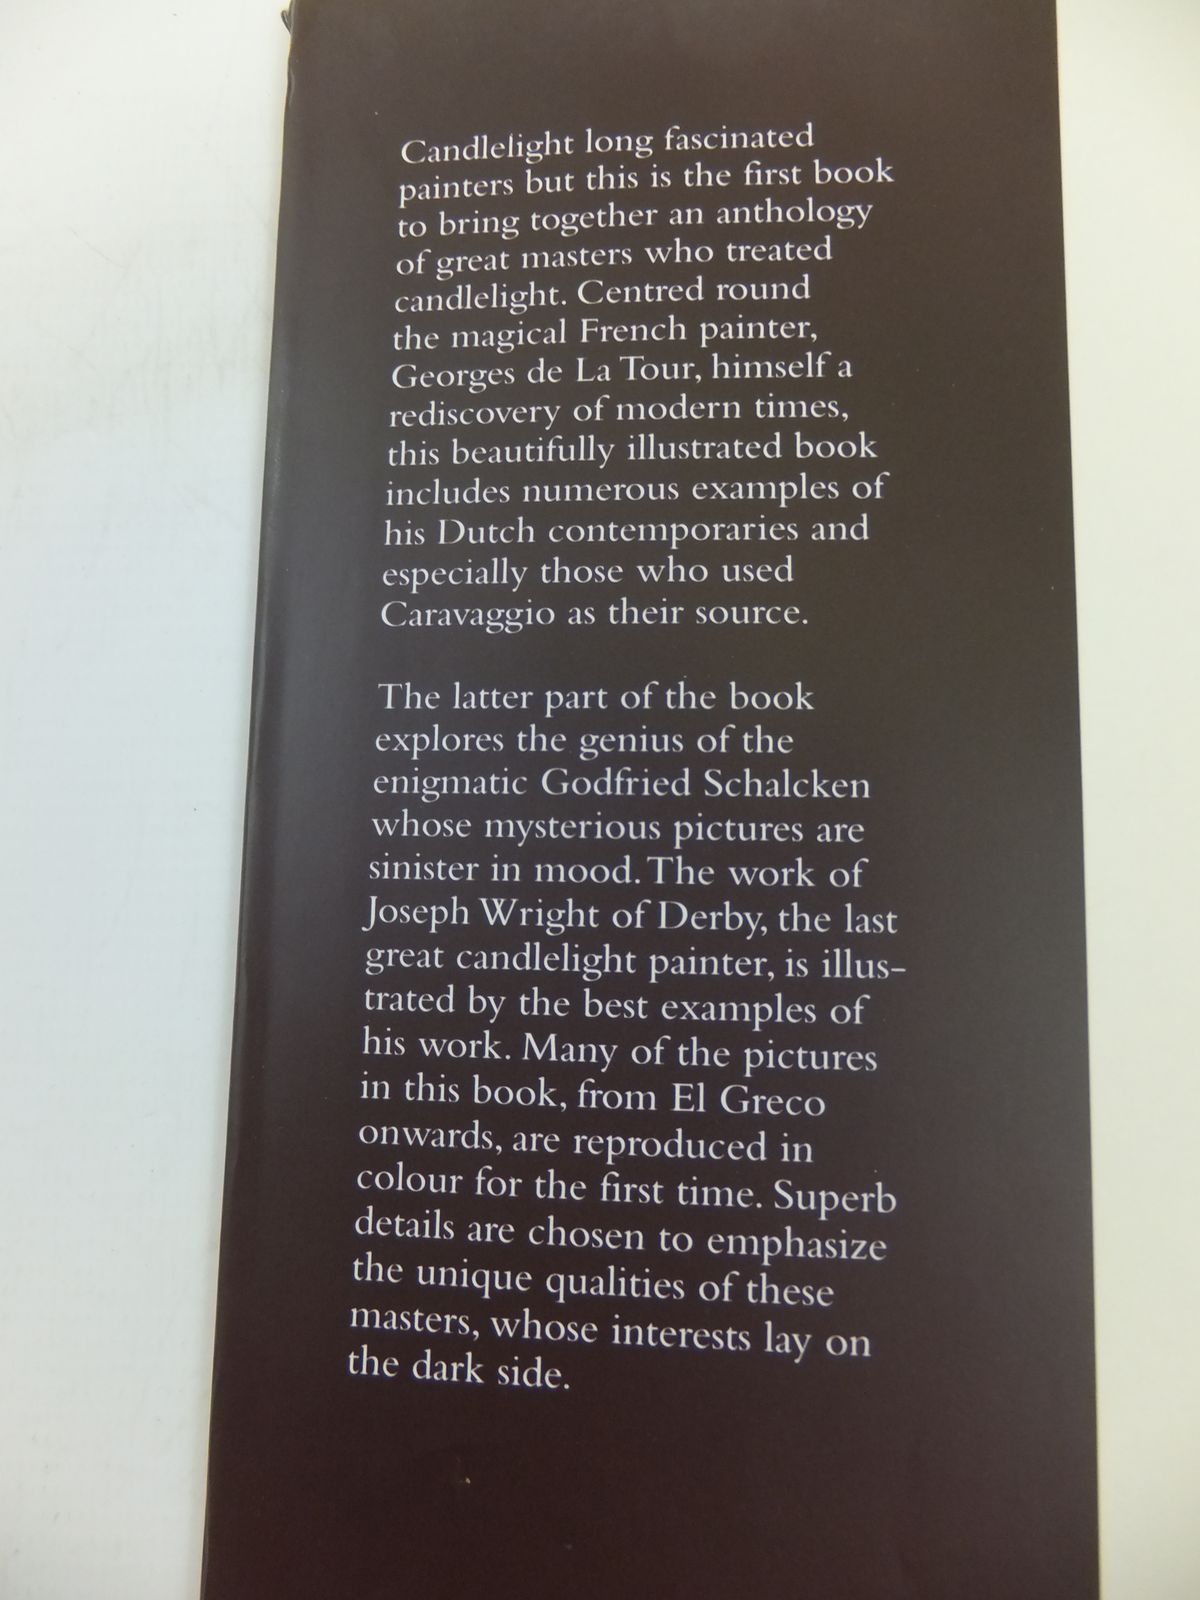 Candlelight long fascinated
painters but this is the first book
to bring together an anthology
of great masters who treated
candlelight. Centred round
the magical French painter,
Georges de La Tour, himself a
rediscovery of modern times,
this beautifully illustrated book
includes numerous examples of
his Dutch contemporaries and
especially those who used
Caravaggio as their source.
The latter part of the book
explores the genius of the
enigmatic Godfried Schalcken
whose mysterious pictures are
sinister in mood. The work of
Joseph Wright of Derby, the last
great candlelight painter, is illus-
trated by the best examples of
his work. Many of the pictures
in this book, from El Greco
onwards, are reproduced in
colour for the first time. Superb
details are chosen to emphasize
the unique qualities of these
masters, whose interests lay on
the dark side.